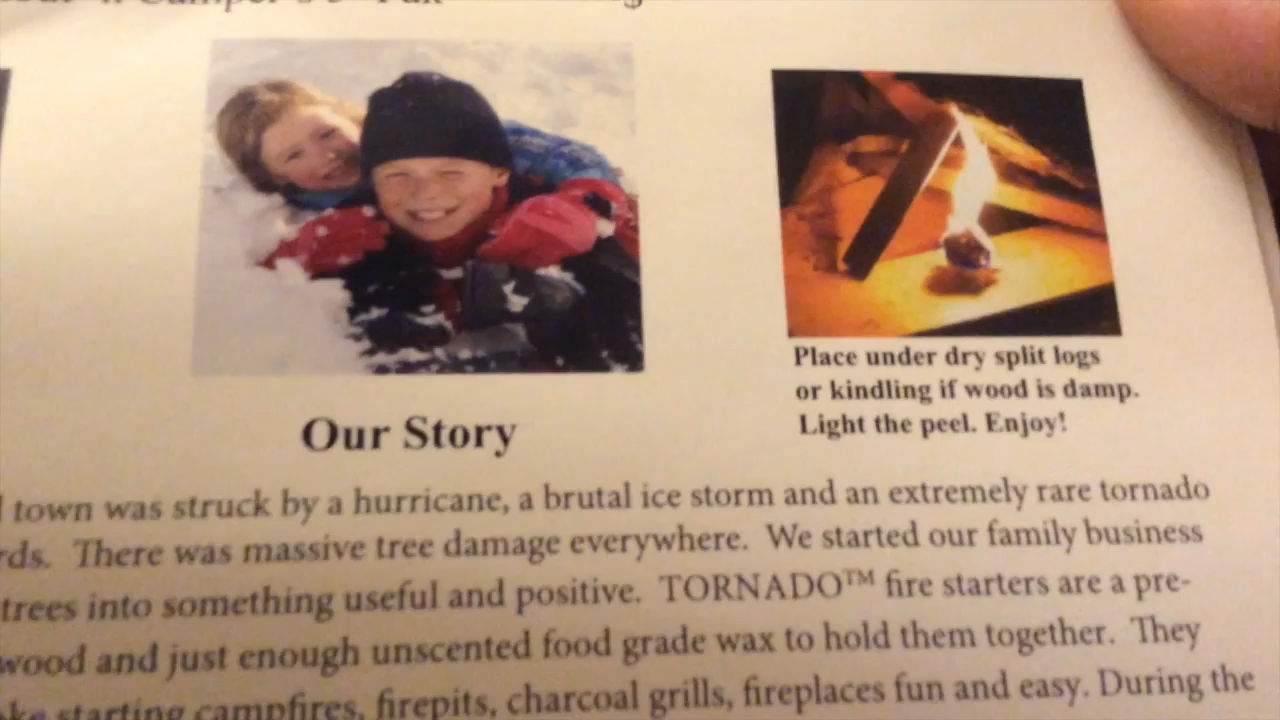 Camper's
Place under dry split logs
or kindling if wood is damp.
Light the peel. Enjoy!
Our Story
town was struck by a hurricane, a brutal ice storm and an extremely rare tornado
rds. There was massive tree damage everywhere. We started our family business
trees into something useful and positive. TORNADO™ fire starters are a pre-
wood and just enough unscented food grade wax to hold them together. They
starting campfires, firepits, charcoal grills, fireplaces fun and easy. During the